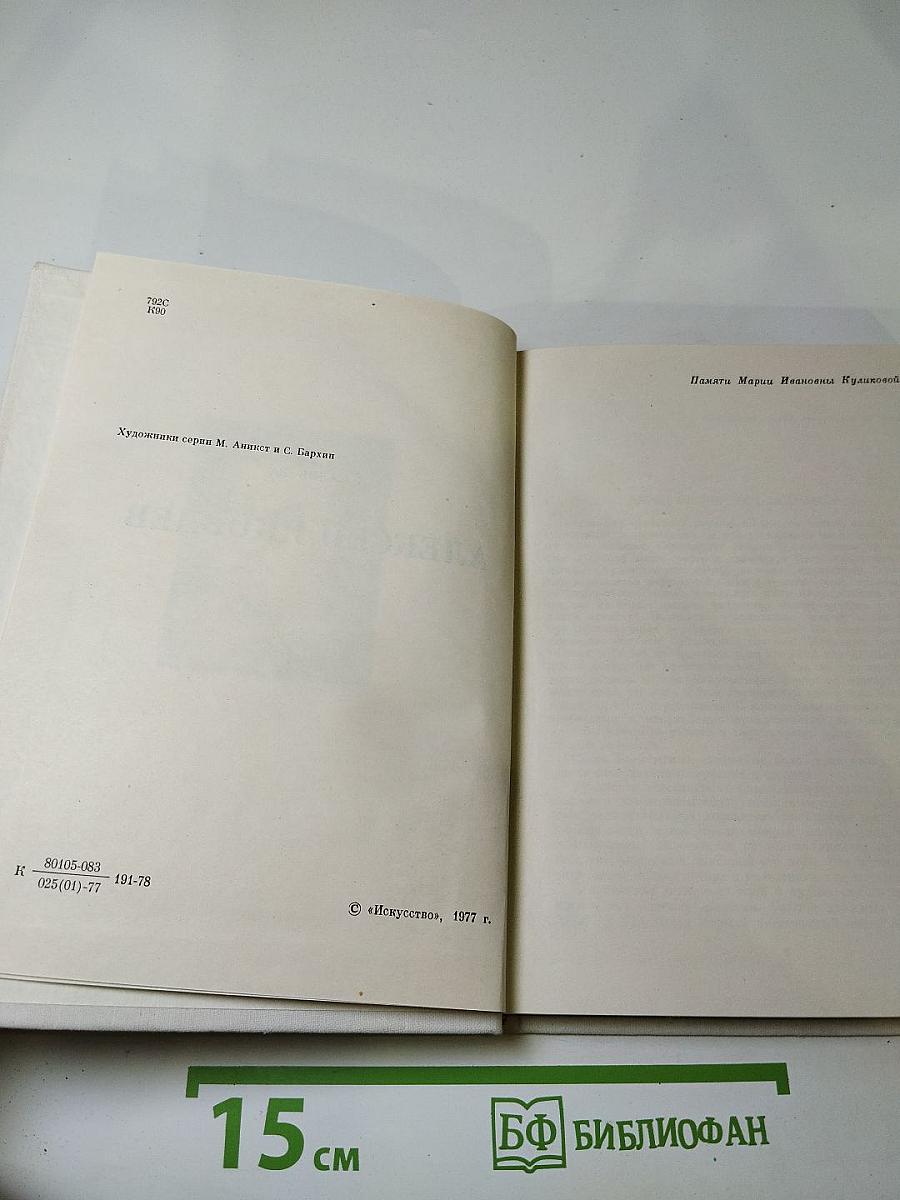 792С
К90
Художники серии М. Аникст и С. Бархин
К 80105-083
025(01)-77 191-78
© «Искусство», 1977 г.
Памяти Марии Ивановны Куликовой
15 см
БФ БИБЛИОФАН